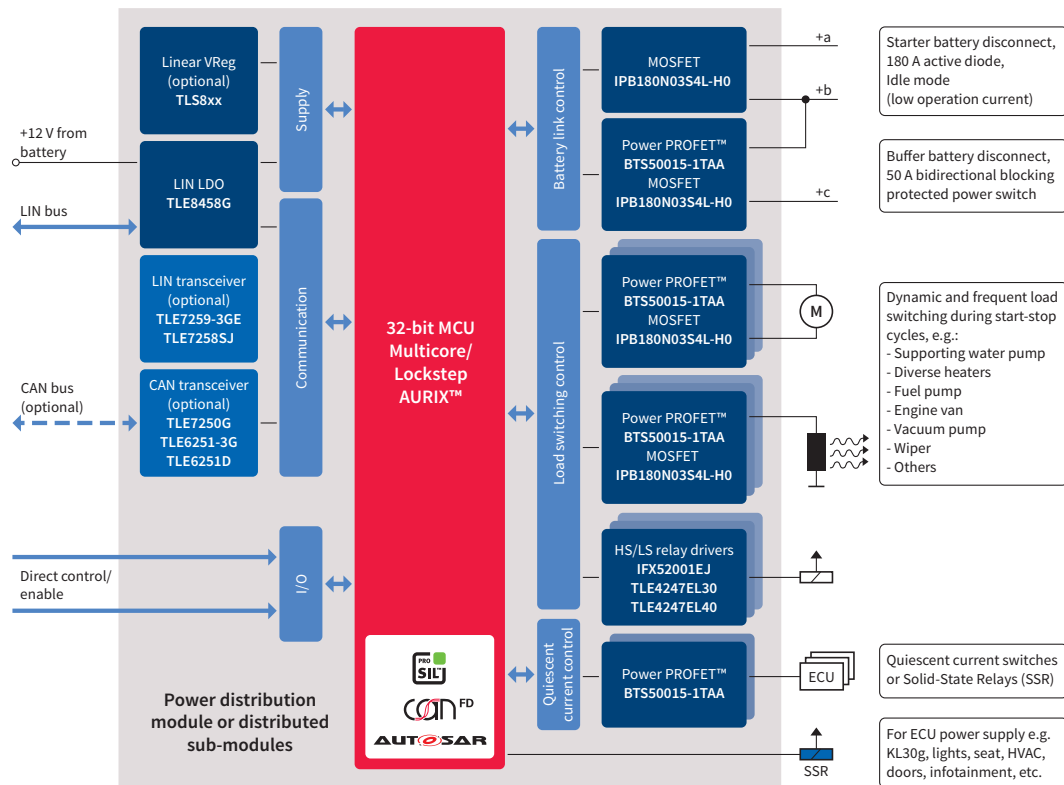 Linear VReg
(optional)
TLS8xx
+12 V from
battery
LIN LDO
TLE8458G
LIN bus
LIN transceiver
(optional)
TLE7259-3GE
TLE7258SJ
CAN bus
(optional)
CAN transceiver
(optional)
TLE7250G
TLE6251-3G
TLE6251D
Direct control/
enable
Supply
Communication
I/O
Power distribution
module or distributed
sub-modules
32-bit MCU
Multicore/
Lockstep
AURIX™
PRO
SIL
CAN FD
AUTOSAR
Battery link control
Load switching control
Quiescent
current control
MOSFET
IPB180N03S4L-H0
Power PROFET™
BTS50015-1TAA
MOSFET
IPB180N03S4L-H0
Power PROFET™
BTS50015-1TAA
MOSFET
IPB180N03S4L-H0
Power PROFET™
BTS50015-1TAA
MOSFET
IPB180N03S4L-H0
HS/LS relay drivers
IFX52001EJ
TLE4247EL30
TLE4247EL40
Power PROFET™
BTS50015-1TAA
+a
+b
+c
M
ECU
SSR
Starter battery disconnect,
180 A active diode,
Idle mode
(low operation current)
Buffer battery disconnect,
50 A bidirectional blocking
protected power switch
Dynamic and frequent load
switching during start-stop
cycles, e.g.:
- Supporting water pump
- Diverse heaters
- Fuel pump
- Engine van
- Vacuum pump
- Wiper
- Others
Quiescent current switches
or Solid-State Relays (SSR)
For ECU power supply e.g.
KL30g, lights, seat, HVAC,
doors, infotainment, etc.